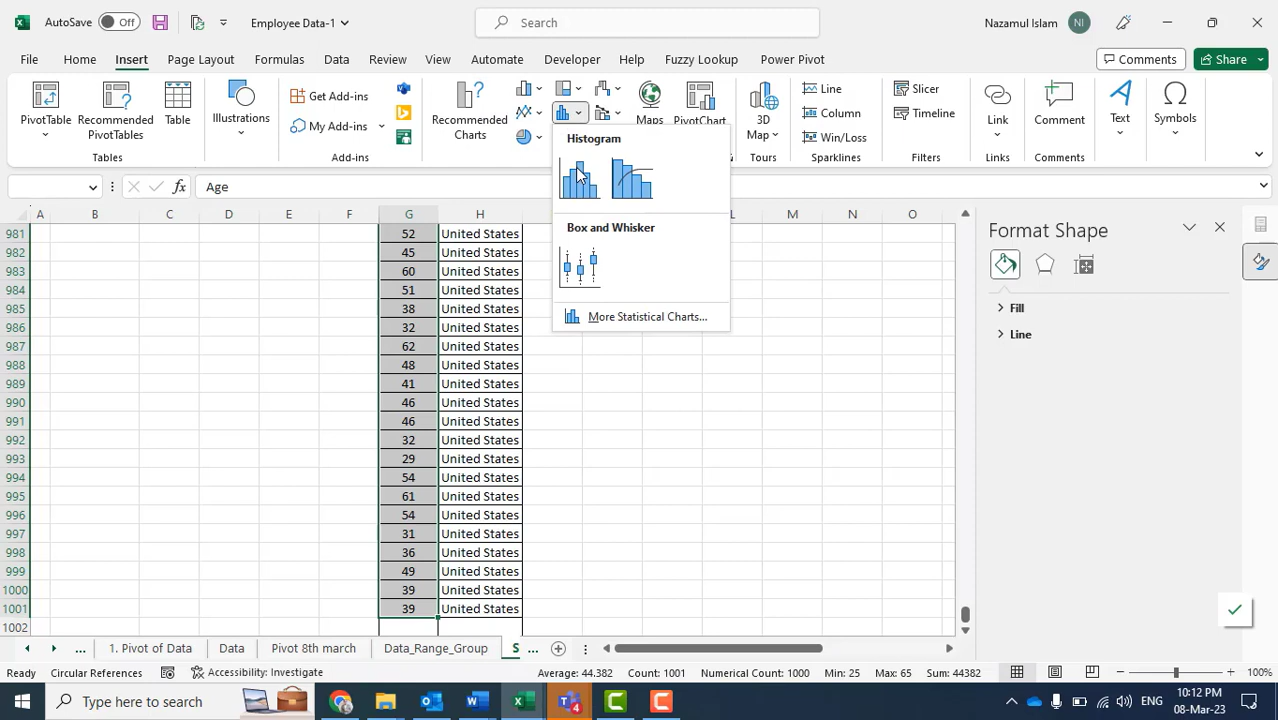 AutoSave Off Employee Data-1 Search Nazamul Islam NI
File Home Insert Page Layout Formulas Data Review View Automate Developer Help Fuzzy Lookup Power Pivot Comments Share
PivotTable Recommended PivotTables Table Illustrations Get Add-ins My Add-ins Recommended Charts Maps PivotChart 3D Map Line Column Win/Loss Slicer Timeline Link Comment Text Symbols
Tables Add-ins Tours Sparklines Filters Links Comments
Histogram
Box and Whisker
More Statistical Charts...
Age
A B C D E F G H L M N O
981 52 United States
982 45 United States
983 60 United States
984 51 United States
985 38 United States
986 32 United States
987 62 United States
988 48 United States
989 41 United States
990 46 United States
991 46 United States
992 32 United States
993 29 United States
994 54 United States
995 61 United States
996 54 United States
997 31 United States
998 36 United States
999 49 United States
1000 39 United States
1001 39 United States
1002
Format Shape
Fill
Line
... 1. Pivot of Data Data Pivot 8th march Data_Range_Group S ...
Ready Circular References Accessibility: Investigate Average: 44.382 Count: 1001 Numerical Count: 1000 Min: 25 Max: 65 Sum: 44382 100%
Type here to search 4 ENG 10:12 PM 08-Mar-23